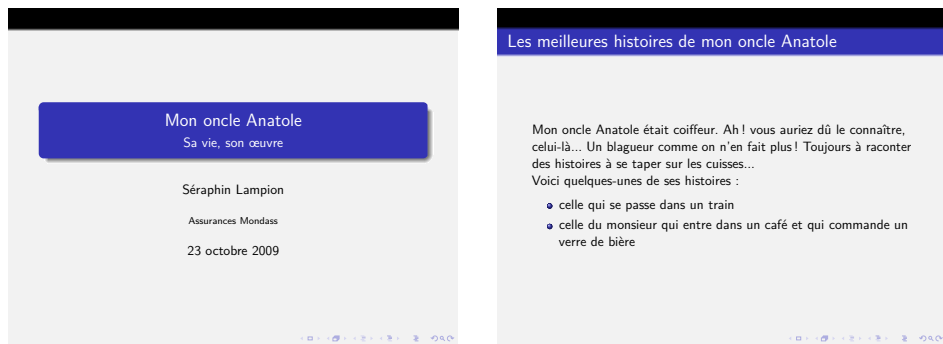 Mon oncle Anatole
Sa vie, son œuvre
Séraphin Lampion
Assurances Mondass
23 octobre 2009
Les meilleures histoires de mon oncle Anatole
Mon oncle Anatole était coiffeur. Ah ! vous auriez dû le connaître,
celui-là... Un blagueur comme on n'en fait plus ! Toujours à raconter
des histoires à se taper sur les cuisses...
Voici quelques-unes de ses histoires :
celle qui se passe dans un train
celle du monsieur qui entre dans un café et qui commande un
verre de bière